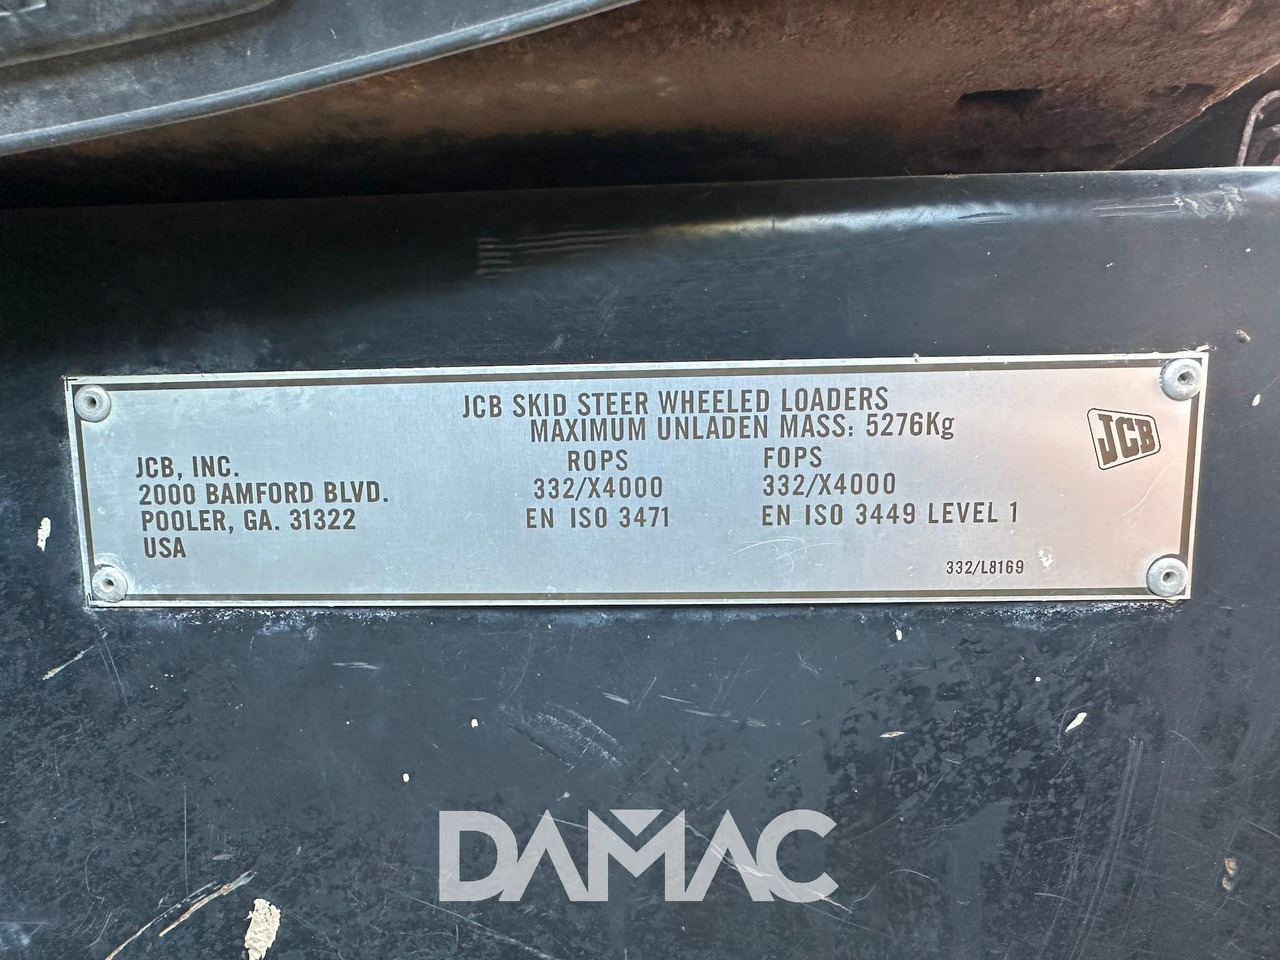 JCB SKID STEER WHEELED LOADERS
MAXIMUM UNLADEN MASS: 5276Kg
JCB
JCB, INC.
2000 BAMFORD BLVD.
POOLER, GA. 31322
USA
ROPS
332/X4000
EN ISO 3471
FOPS
332/X4000
EN ISO 3449 LEVEL 1
332/L8169
DAMAC